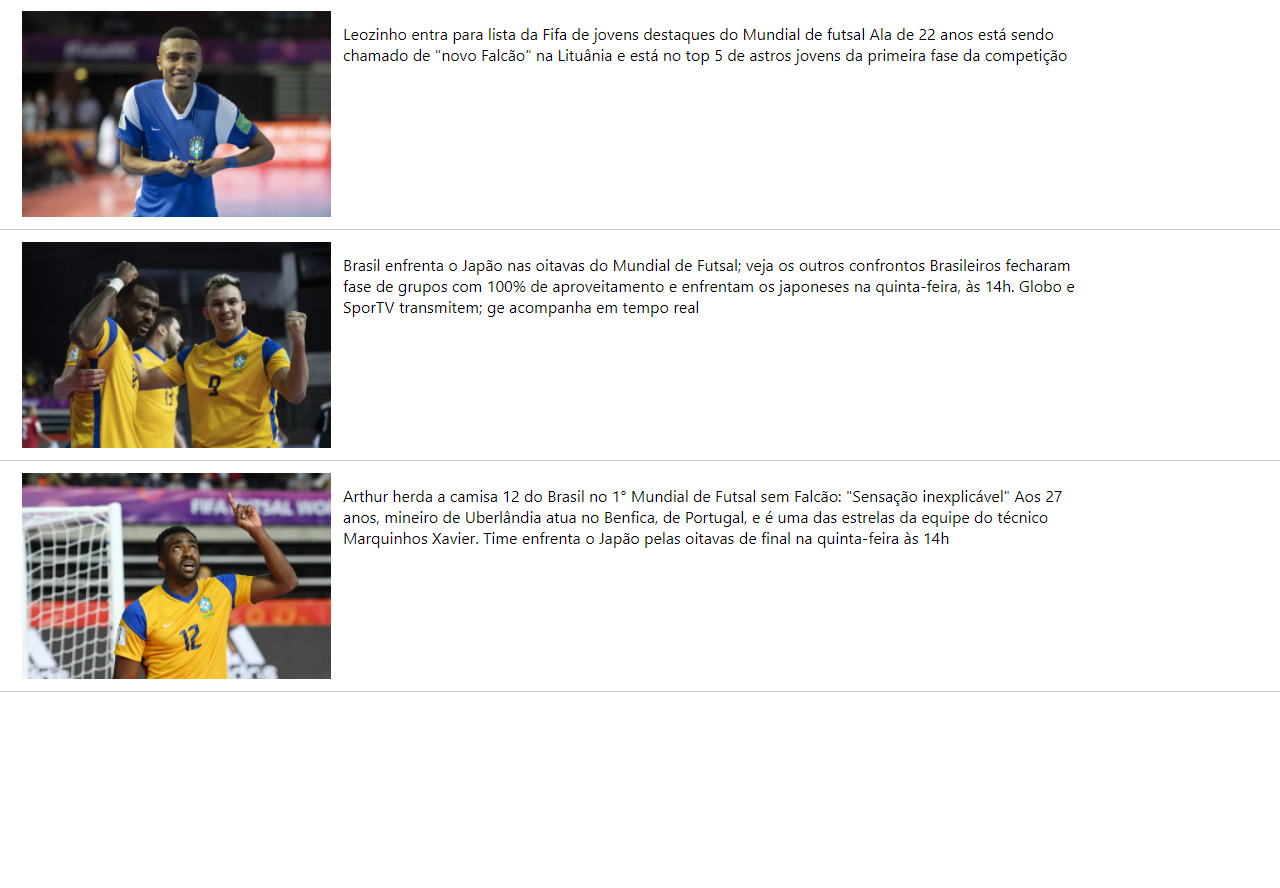 Leozinho entra para lista da Fifa de jovens destaques do Mundial de futsal Ala de 22 anos está sendo
chamado de "novo Falcão" na Lituânia e está no top 5 de astros jovens da primeira fase da competição
Brasil enfrenta o Japão nas oitavas do Mundial de Futsal; veja os outros confrontos Brasileiros fecharam
fase de grupos com 100% de aproveitamento e enfrentam os japoneses na quinta-feira, às 14h. Globo e
SporTV transmitem; ge acompanha em tempo real
9
FIFA FUTSAL WO
Arthur herda a camisa 12 do Brasil no 1° Mundial de Futsal sem Falcão: "Sensação inexplicável" Aos 27
anos, mineiro de Uberlândia atua no Benfica, de Portugal, e é uma das estrelas da equipe do técnico
Marquinhos Xavier. Time enfrenta o Japão pelas oitavas de final na quinta-feira às 14h
12